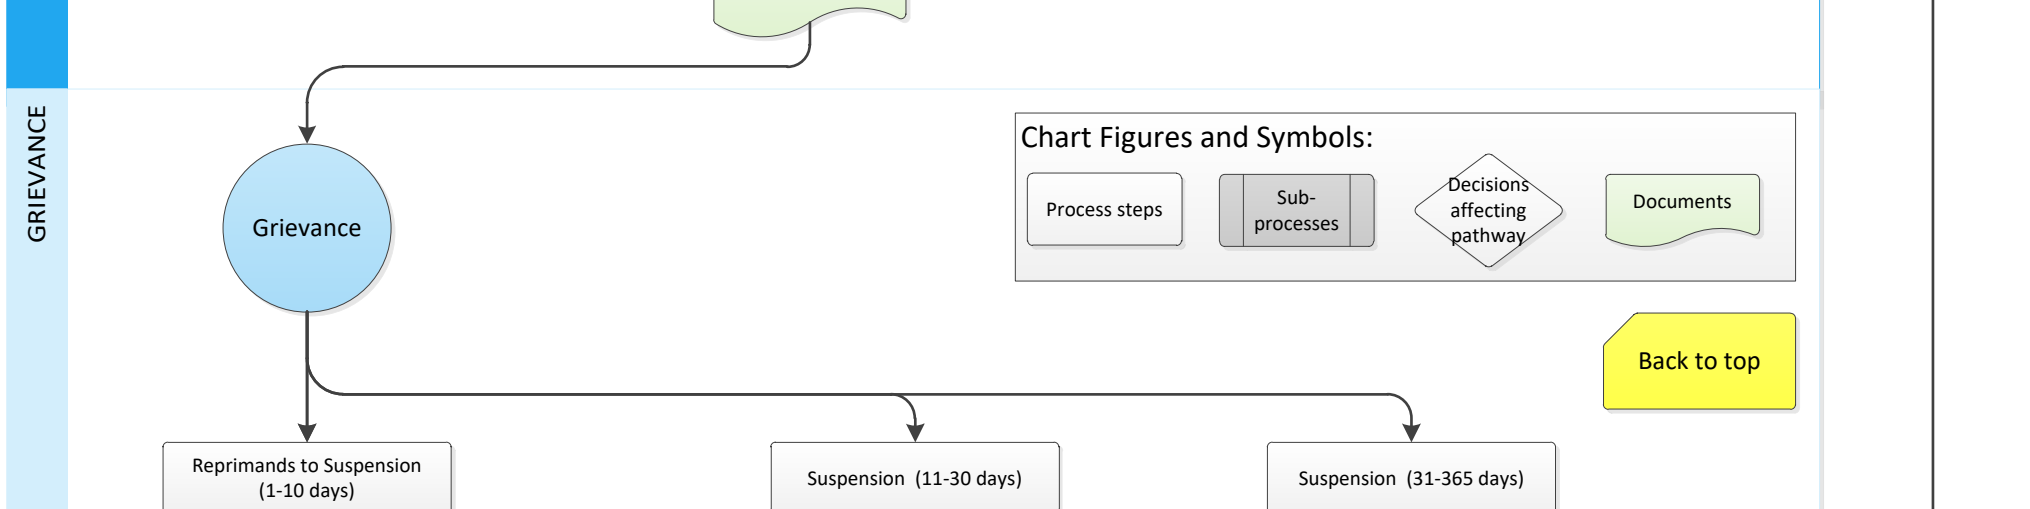 GRIEVANCE
Grievance
Chart Figures and Symbols:
Process steps
Sub-
processes
Decisions
affecting
pathway
Documents
Back to top
Reprimands to Suspension
(1-10 days)
Suspension  (11-30 days)
Suspension  (31-365 days)